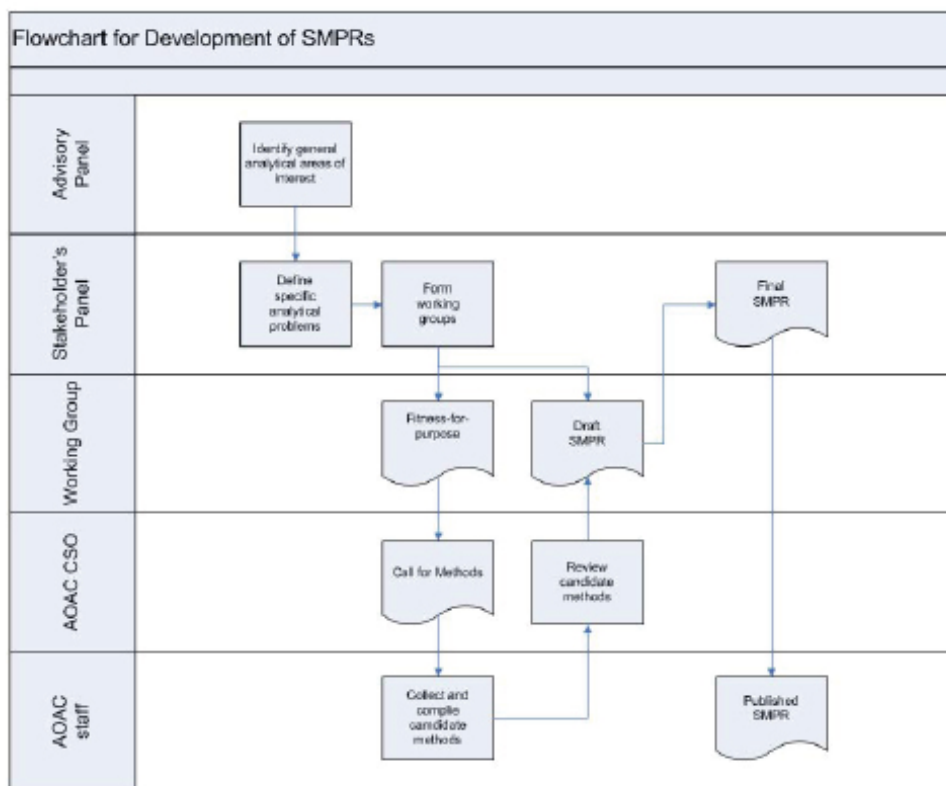 Flowchart for Development of SMPRs
Advisory
Panel
Identify general
analytical areas of
interest
Stakeholder's
Panel
Define
specific
analytical
problems
Form
working
groups
Final
SMPR
Working Group
Fitness-for-
purpose
Draft
SMPR
AOAC CSO
Call for Methods
Review
candidate
methods
AOAC
staff
Collect and
complie
candidate
methods
Published
SMPR